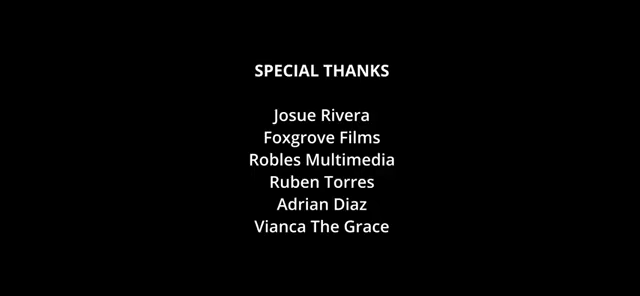 SPECIAL THANKS
Josue Rivera
Foxgrove Films
Robles Multimedia
Ruben Torres
Adrian Diaz
Vianca The Grace